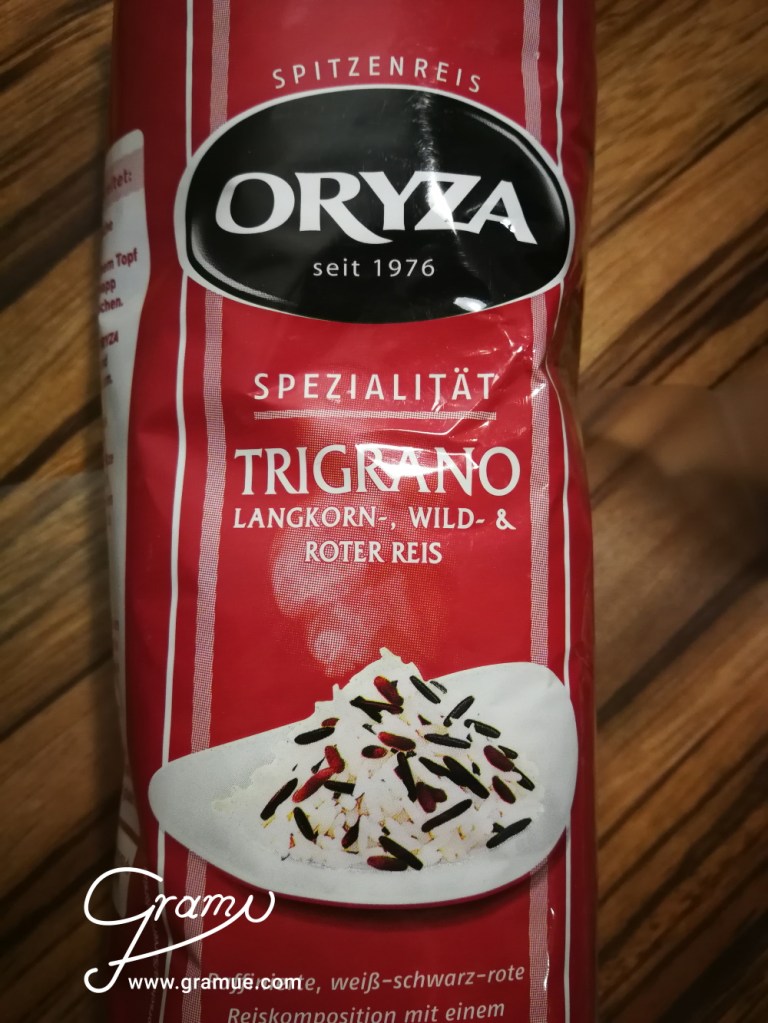 SPITZENREIS
ORYZA
seit 1976
SPEZIALITÄT
TRIGRANO
LANGKORN-, WILD- &
ROTER REIS
Topf
Gramu
www.gramue.com
weiß-schwarz-rote
Reiskomposition mit einem